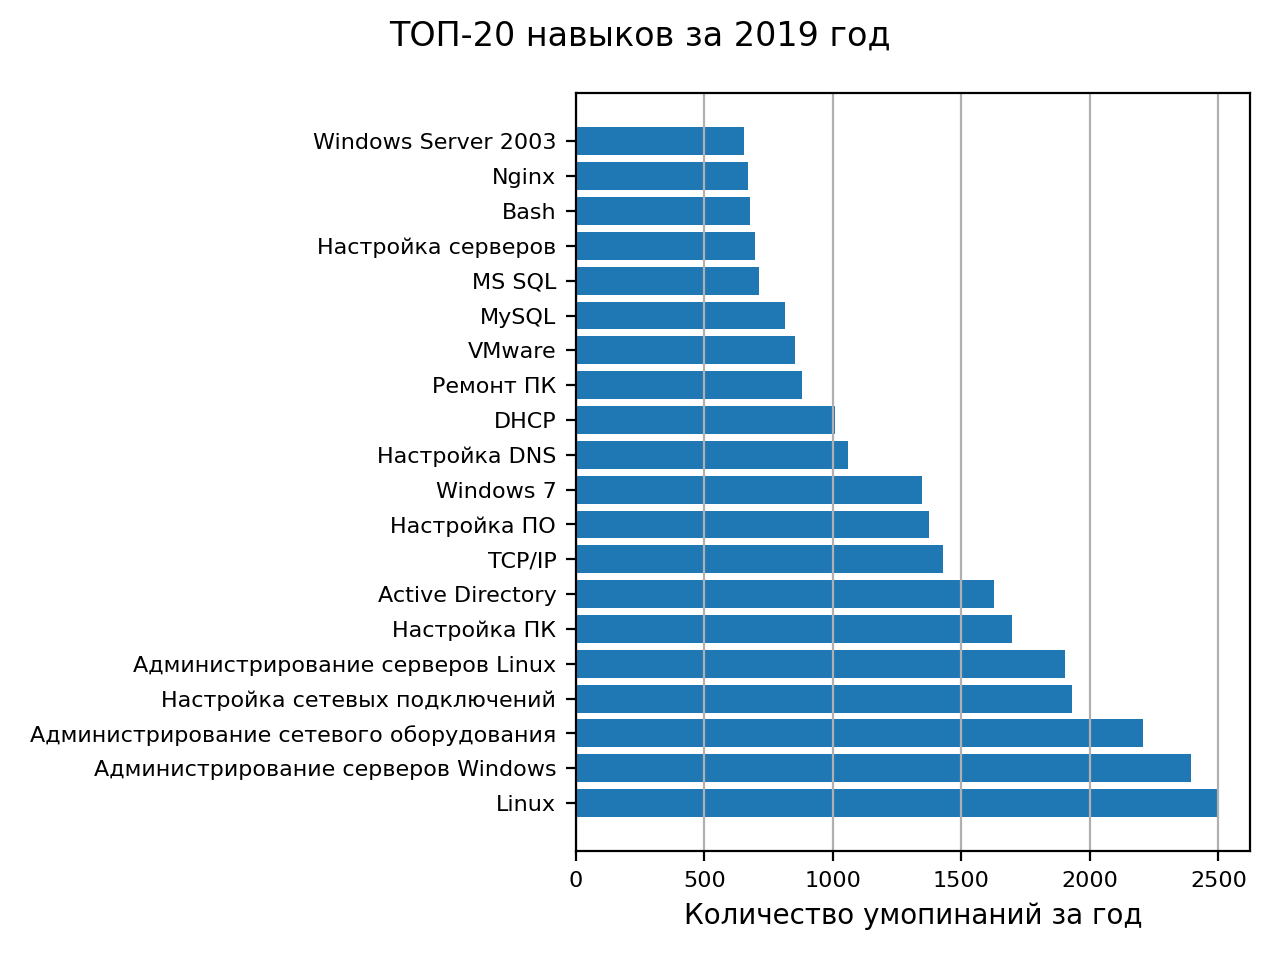 ТОП-20 навыков за 2019 год
Windows Server 2003
Nginx
Bash
Настройка серверов
MS SQL
MySQL
VMware
Ремонт ПК
DHCP
Настройка DNS
Windows 7
Настройка ПО
TCP/IP
Active Directory
Настройка ПК
Администрирование серверов Linux
Настройка сетевых подключений
Администрирование сетевого оборудования
Администрирование серверов Windows
Linux
0 500 1000 1500 2000 2500
Количество умопинаний за год